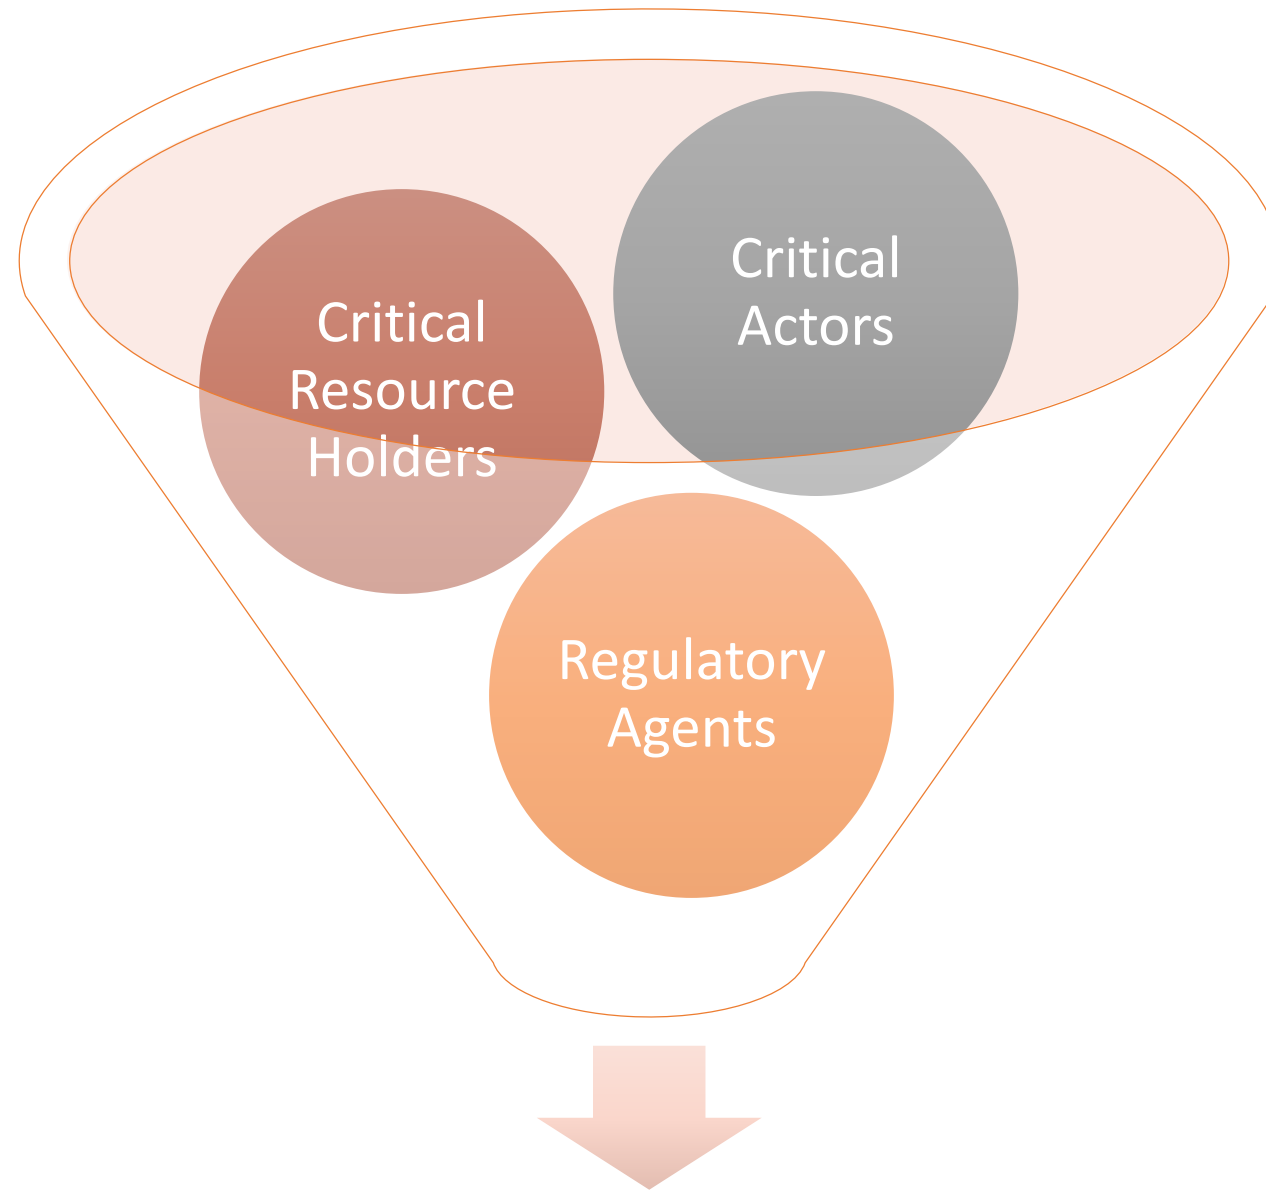 Critical
Actors
Critical
Resource
Holders
Regulatory
Agents